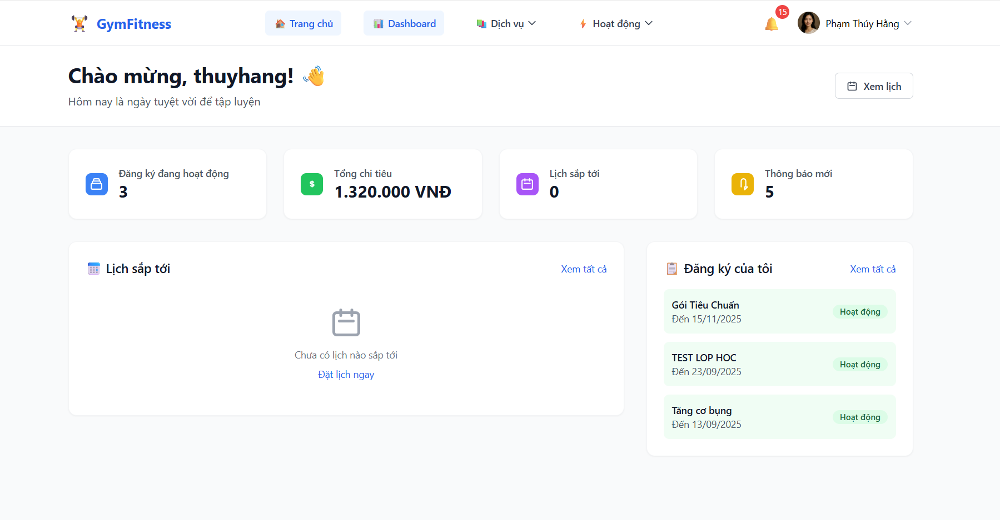 GymFitness
Trang chủ
Dashboard
Dịch vụ
Hoạt động
15
Phạm Thúy Hằng
Chào mừng, thuyhang!
Hôm nay là ngày tuyệt vời để tập luyện
Xem lịch
Đăng ký đang hoạt động
3
Tổng chi tiêu
1.320.000 VNĐ
Lịch sắp tới
0
Thông báo mới
5
Lịch sắp tới
Xem tất cả
Chưa có lịch nào sắp tới
Đặt lịch ngay
Đăng ký của tôi
Xem tất cả
Gói Tiêu Chuẩn
Đến 15/11/2025
Hoạt động
TEST LOP HOC
Đến 23/09/2025
Hoạt động
Tăng cơ bụng
Đến 13/09/2025
Hoạt động